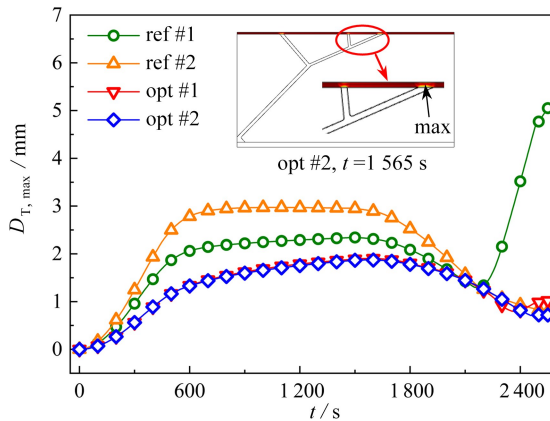 7
6
5
4
3
2
1
0
D_T, max / mm
ref #1
ref #2
opt #1
opt #2
max
opt #2, t =1 565 s
0 600 1 200 1 800 2 400
t / s